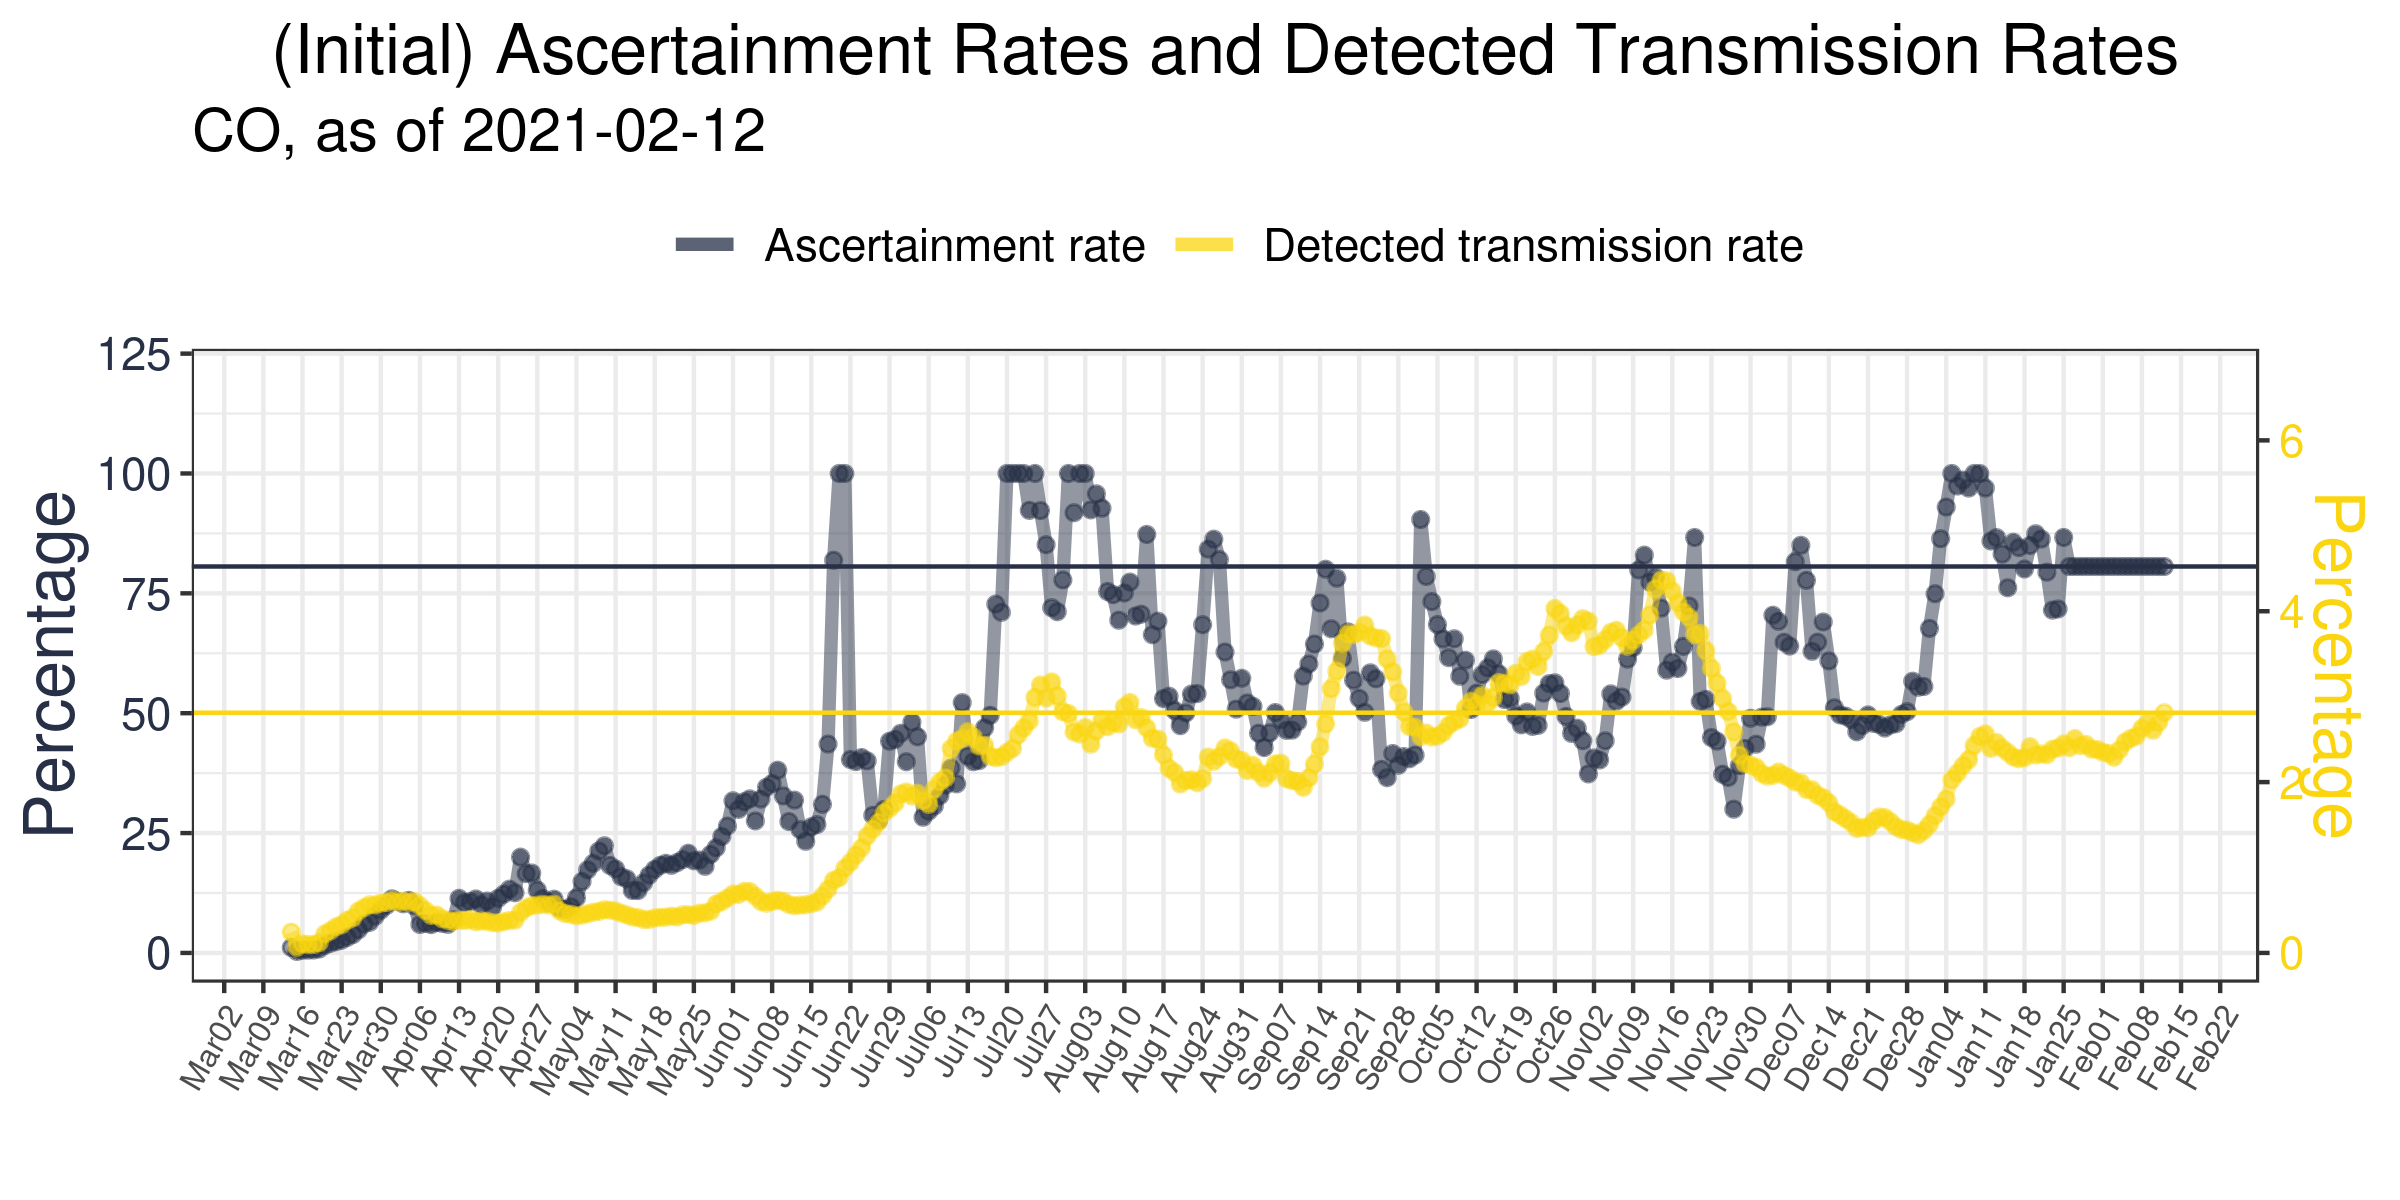 (Initial) Ascertainment Rates and Detected Transmission Rates
CO, as of 2021-02-12
Ascertainment rate
Detected transmission rate
Percentage
125
100
75
50
25
0
6
4
2
0
Percentage
Mar02
Mar09
Mar16
Mar23
Mar30
Apr06
Apr13
Apr20
Apr27
May04
May11
May18
May25
Jun01
Jun08
Jun15
Jun22
Jun29
Jul06
Jul13
Jul20
Jul27
Aug03
Aug10
Aug17
Aug24
Aug31
Sep07
Sep14
Sep21
Sep28
Oct05
Oct12
Oct19
Oct26
Nov02
Nov09
Nov16
Nov23
Nov30
Dec07
Dec14
Dec21
Dec28
Jan04
Jan11
Jan18
Jan25
Feb01
Feb08
Feb15
Feb22